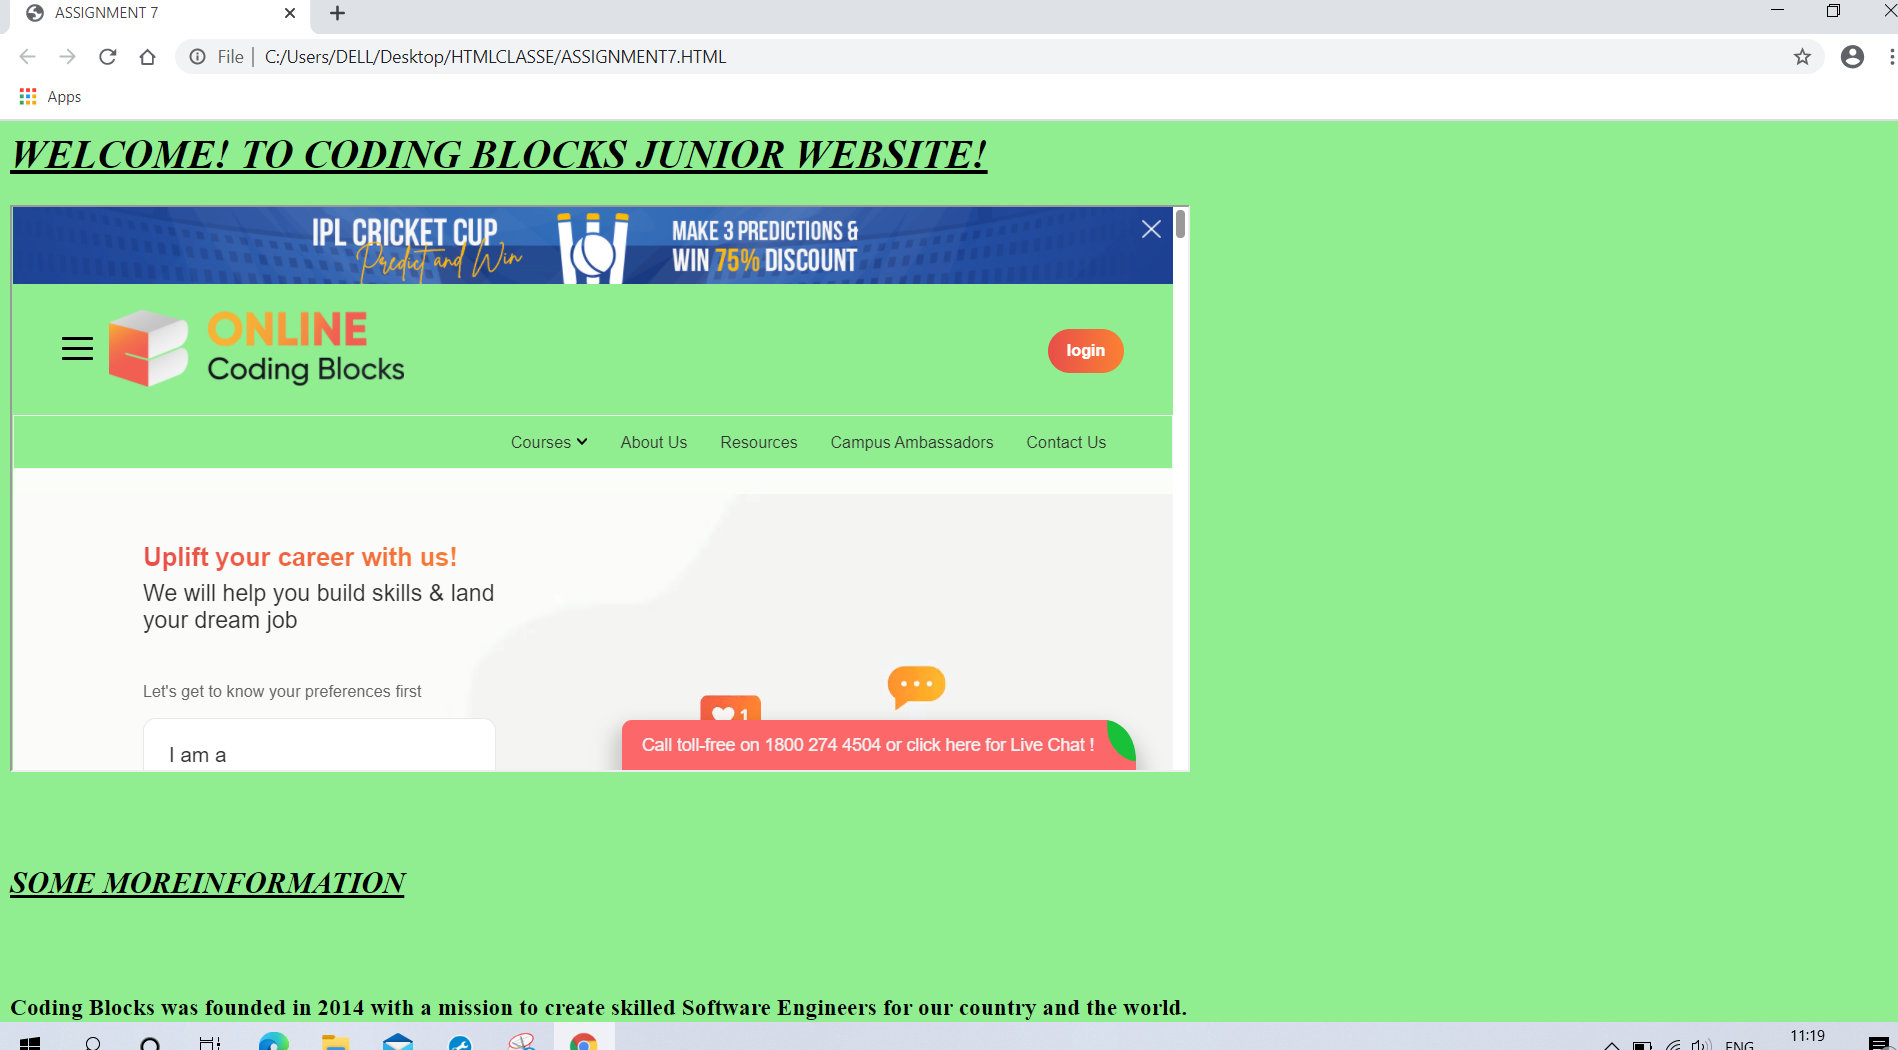 ASSIGNMENT 7
File | C:/Users/DELL/Desktop/HTMLCLASSE/ASSIGNMENT7.HTML
Apps
WELCOME! TO CODING BLOCKS JUNIOR WEBSITE!
IPL CRICKET CUP
Predict and Win
MAKE 3 PREDICTIONS &
WIN 75% DISCOUNT
ONLINE
Coding Blocks
login
Courses About Us Resources Campus Ambassadors Contact Us
Uplift your career with us!
We will help you build skills & land
your dream job
Let's get to know your preferences first
1
I am a
Call toll-free on 1800 274 4504 or click here for Live Chat !
SOME MOREINFORMATION
Coding Blocks was founded in 2014 with a mission to create skilled Software Engineers for our country and the world.
ENG
11:19